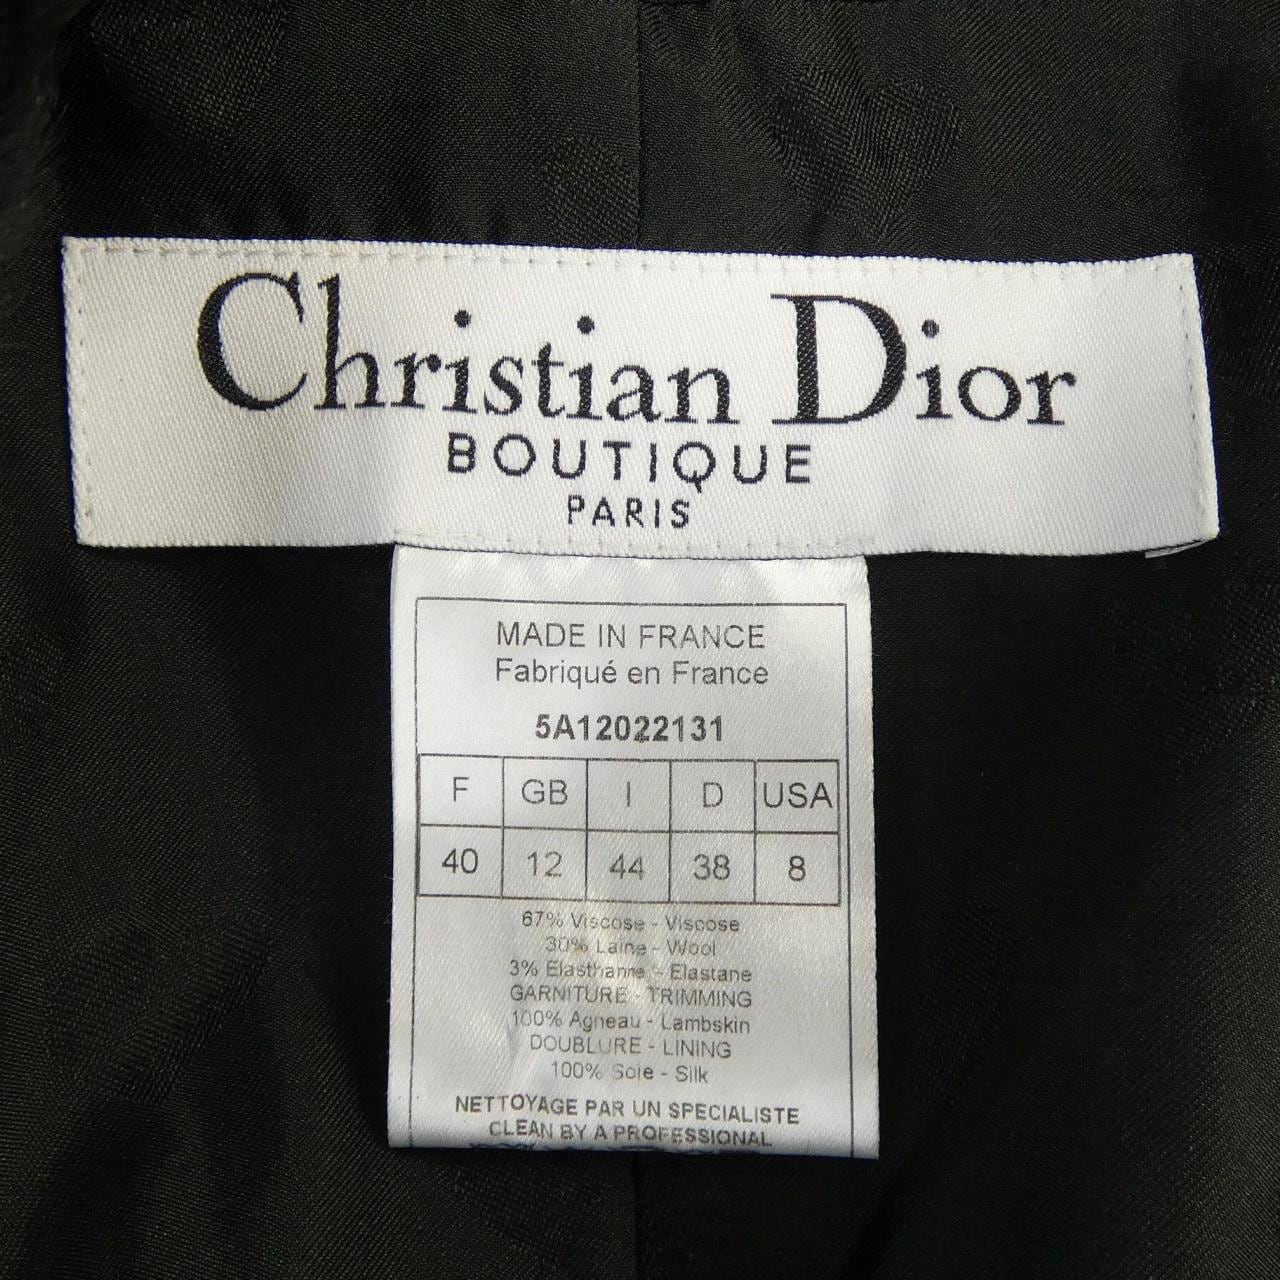 Christian Dior
BOUTIQUE
PARIS
MADE IN FRANCE
Fabriqué en France
5A12022131
F GB I D USA
40 12 44 38 8
67% Viscose - Viscose
30% Laine - Wool
3% Elasthanne - Elastane
GARNITURE - TRIMMING
100% Agneau - Lambskin
DOUBLURE - LINING
100% Soie - Silk
NETTOYAGE PAR UN SPECIALISTE
CLEAN BY A PROFESSIONAL